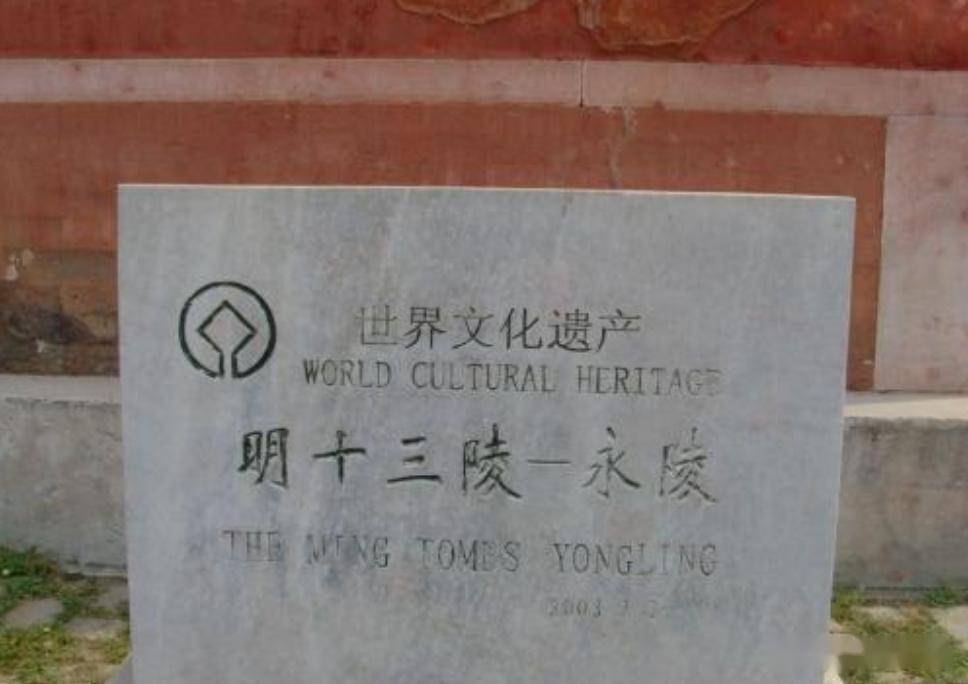 世界文化遗产
WORLD CULTURAL HERITAGE
明十三陵—永陵
THE MING TOMBS YONGLING
2003